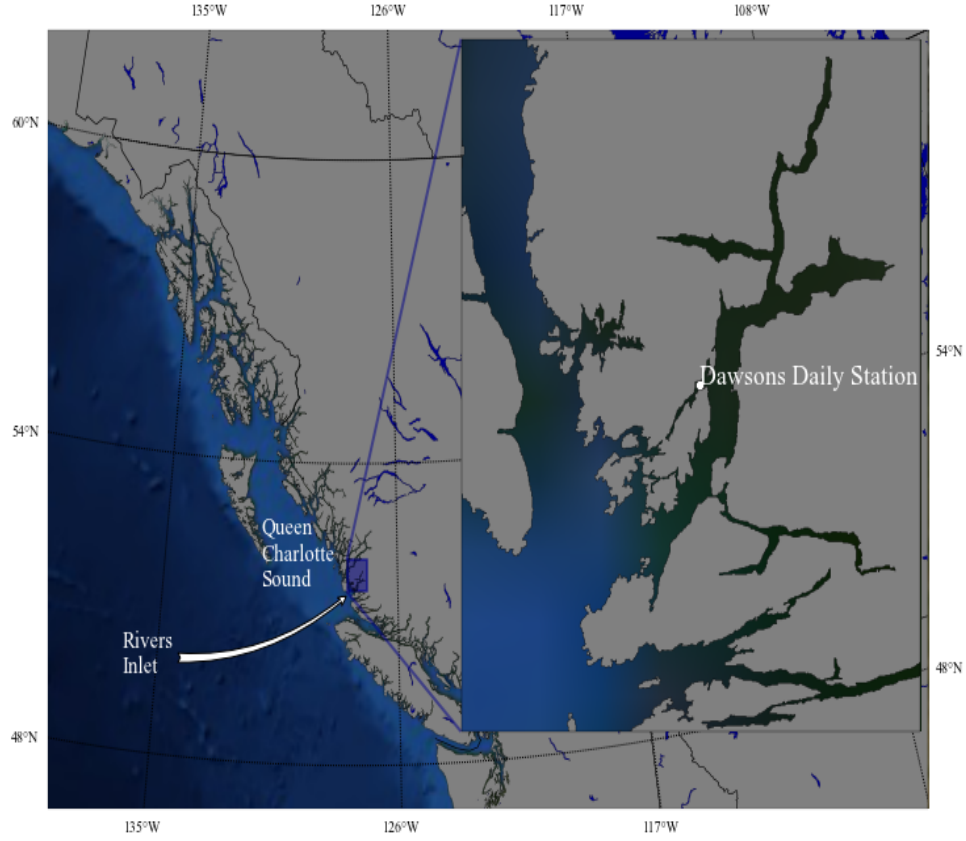 135°W 126°W 117°W 108°W
60°N
54°N
Dawsons Daily Station
54°N
Queen
Charlotte
Sound
Rivers
Inlet
48°N
48°N
135°W 126°W 117°W